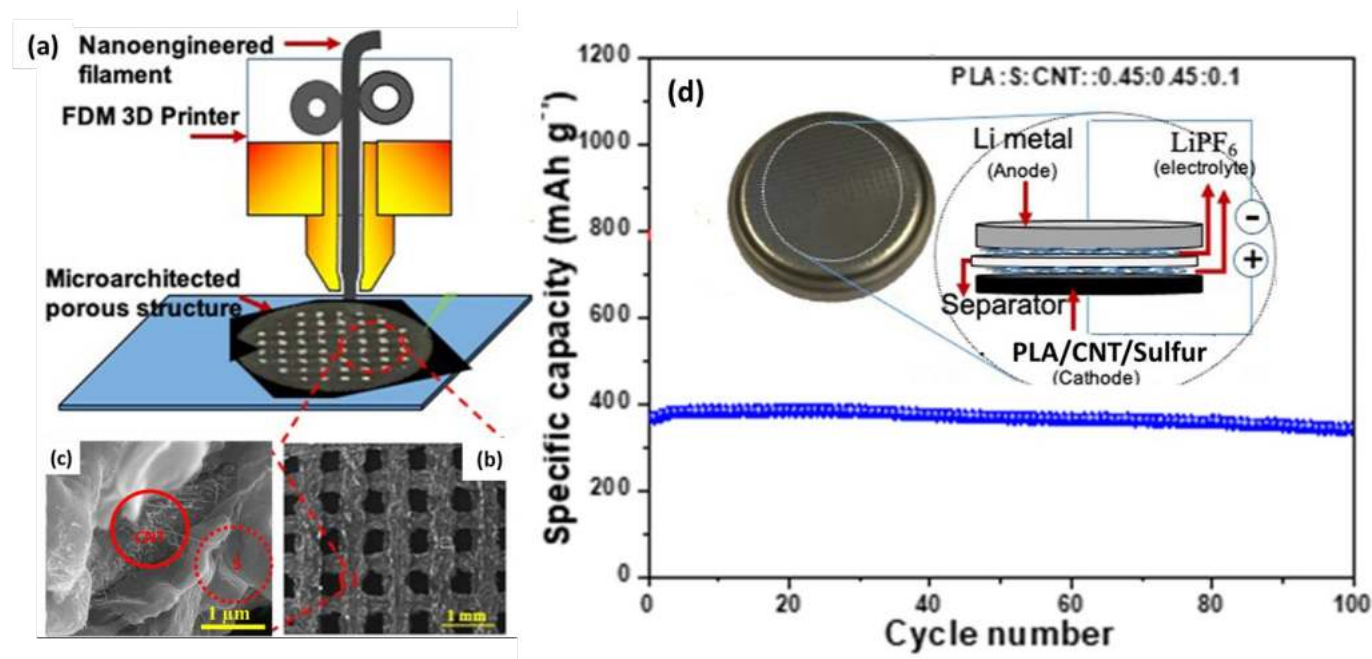 (a)
Nanoengineered
filament
FDM 3D Printer
Microarchitected
porous structure
(c)
CNT
S
1 µm
(b)
1 mm
(d)
PLA:S:CNT::0.45:0.45:0.1
Li metal
(Anode)
LiPF6
(electrolyte)
-
+
Separator
PLA/CNT/Sulfur
(Cathode)
Specific capacity (mAh g⁻¹)
1200
1000
800
600
400
200
0
0
20
40
60
80
100
Cycle number